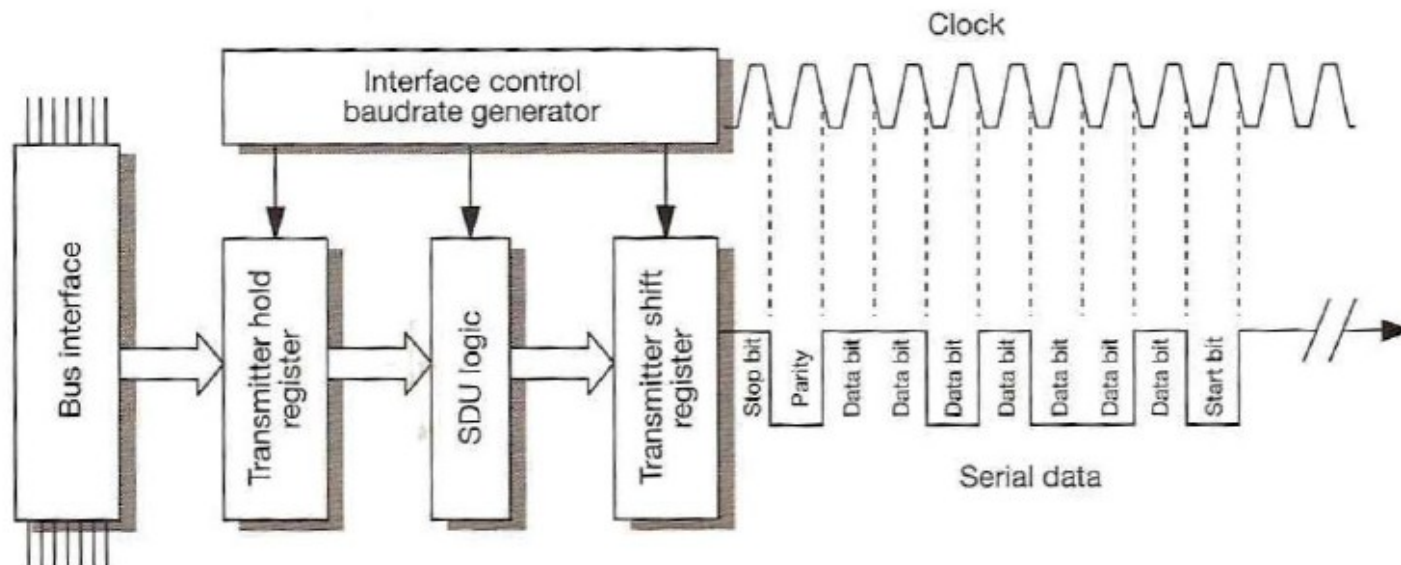 Clock
Interface control
baudrate generator
Bus interface
Transmitter hold
register
SDU logic
Transmitter shift
register
Stop bit
Parity
Data bit
Data bit
Data bit
Data bit
Data bit
Data bit
Data bit
Start bit
Serial data